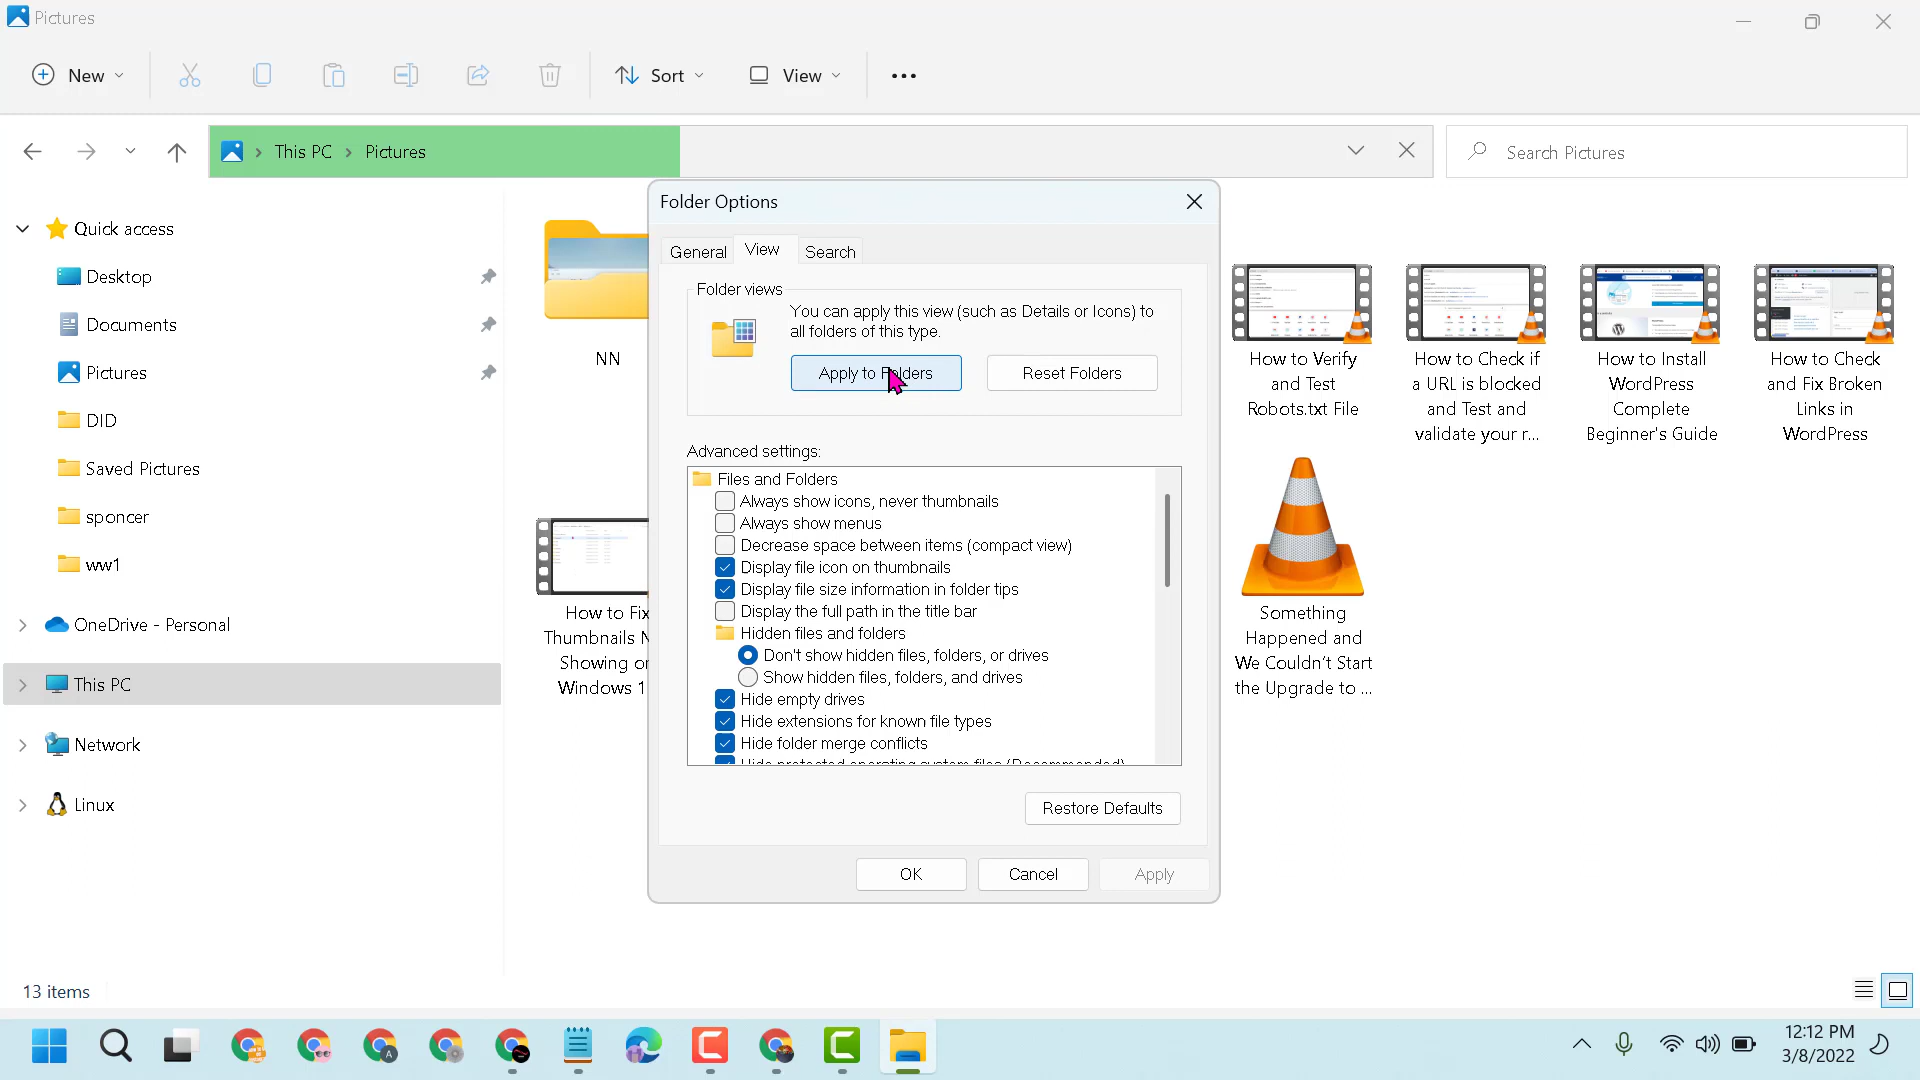 Pictures
New
Sort
View
This PC
Pictures
Search Pictures
Quick access
Desktop
Documents
Pictures
DID
Saved Pictures
sponcer
ww1
OneDrive - Personal
This PC
Network
Linux
NN
How to Fix
Thumbnails N
Showing or
Windows 1
Folder Options
General
View
Search
Folder views
You can apply this view (such as Details or Icons) to
all folders of this type.
Apply to Folders
Reset Folders
Advanced settings:
Files and Folders
Always show icons, never thumbnails
Always show menus
Decrease space between items (compact view)
Display file icon on thumbnails
Display file size information in folder tips
Display the full path in the title bar
Hidden files and folders
Don't show hidden files, folders, or drives
Show hidden files, folders, and drives
Hide empty drives
Hide extensions for known file types
Hide folder merge conflicts
Hide protected operating system files (Recommended)
Restore Defaults
OK
Cancel
Apply
How to Verify
and Test
Robots.txt File
How to Check if
a URL is blocked
and Test and
validate your r...
How to Install
WordPress
Complete
Beginner's Guide
How to Check
and Fix Broken
Links in
WordPress
Something
Happened and
We Couldn't Start
the Upgrade to ...
13 items
A
12:12 PM
3/8/2022